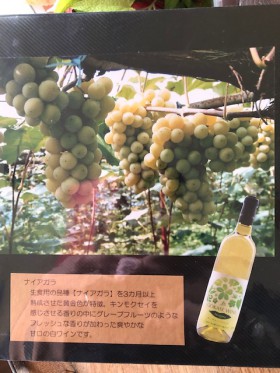 ナイアガラ
生食用の品種【ナイアガラ】を3カ月以上
熟成させた黄金色が特徴。キンモクセイを
感じさせる香りの中にグレープフルーツのような
フレッシュな香りが加わった爽やかな
甘口の白ワインです。